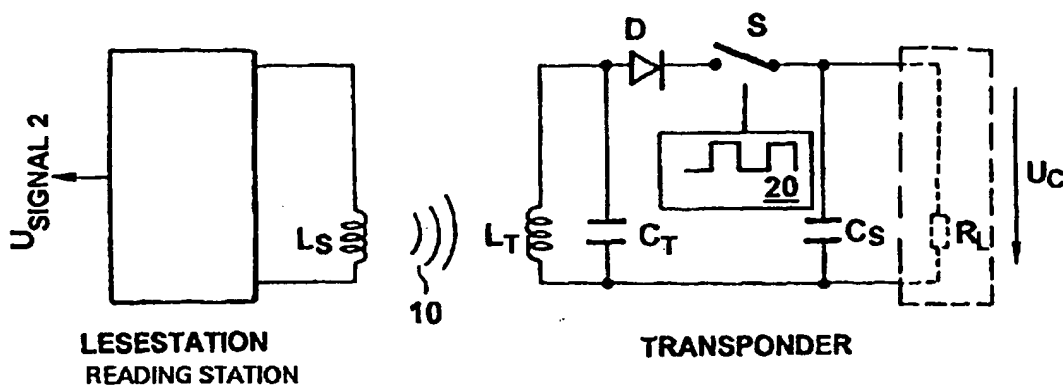 U_SIGNAL 2
L_S
10
L_T
C_T
D
S
20
C_S
R_L
U_C
LESESTATION
READING STATION
TRANSPONDER